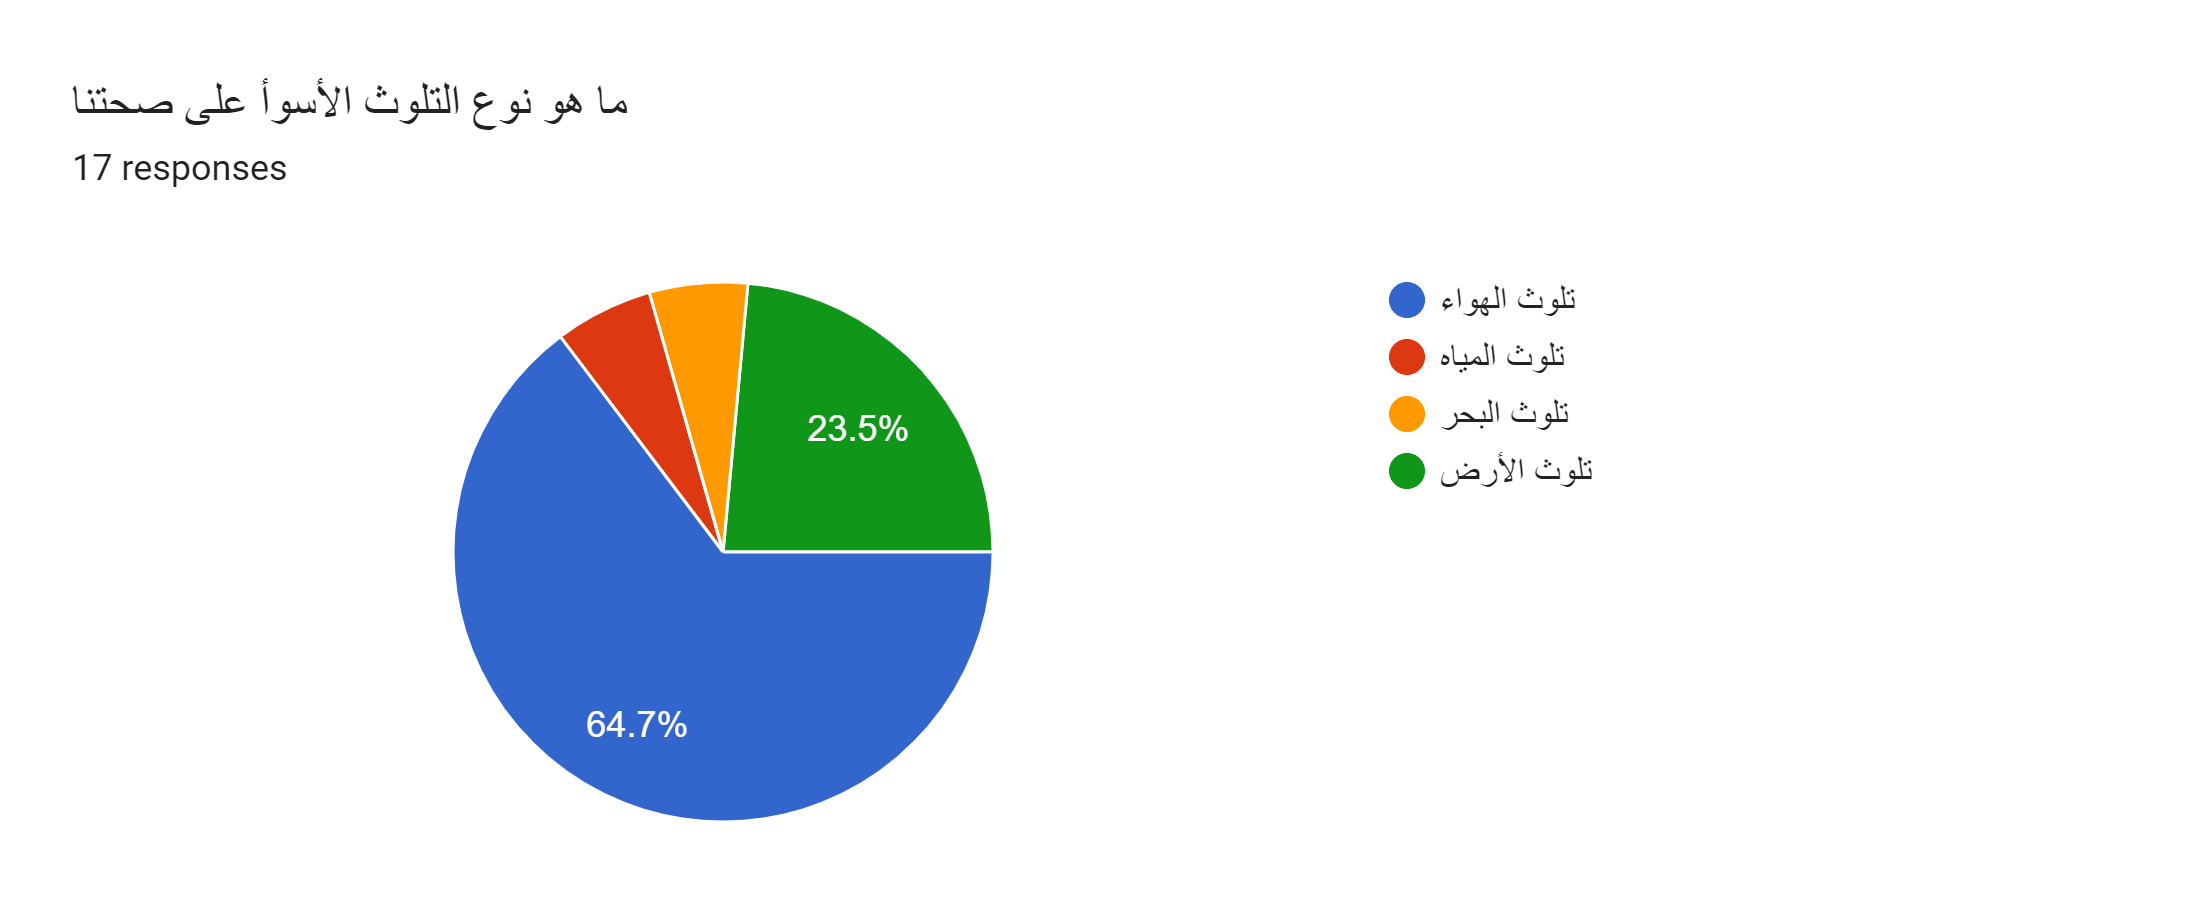 ما هو نوع التلوث الأسوأ على صحتنا
17 responses
23.5%
64.7%
تلوث الهواء
تلوث المياه
تلوث البحر
تلوث الأرض